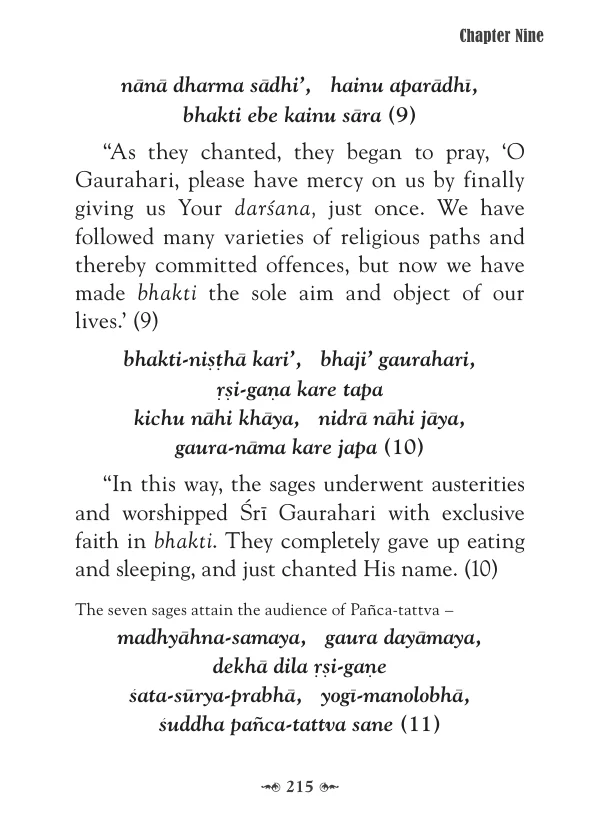 Chapter Nine
nānā dharma sādhi’, hainu aparādhī,
bhakti ebe kainu sāra (9)
“As they chanted, they began to pray, ‘O
Gaurahari, please have mercy on us by finally
giving us Your darśana, just once. We have
followed many varieties of religious paths and
thereby committed offences, but now we have
made bhakti the sole aim and object of our
lives.’ (9)
bhakti-niṣṭhā kari’, bhaji’ gaurahari,
ṛṣi-gaṇa kare tapa
kichu nāhi khāya, nidrā nāhi jāya,
gaura-nāma kare japa (10)
“In this way, the sages underwent austerities
and worshipped Śrī Gaurahari with exclusive
faith in bhakti. They completely gave up eating
and sleeping, and just chanted His name. (10)
The seven sages attain the audience of Pañca-tattva –
madhyāhna-samaya, gaura dayāmaya,
dekhā dila ṛṣi-gaṇe
śata-sūrya-prabhā, yogī-manolobhā,
śuddha pañca-tattva sane (11)
215